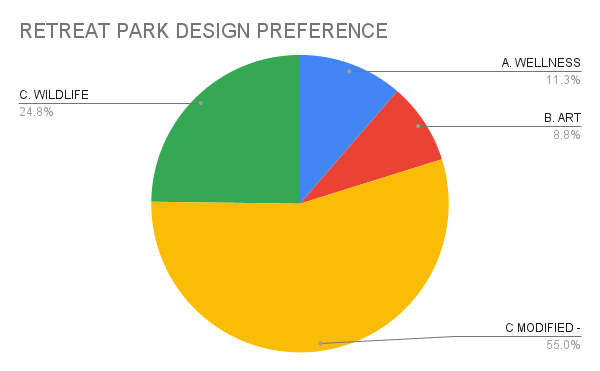 RETREAT PARK DESIGN PREFERENCE
A. WELLNESS
11.3%
C. WILDLIFE
24.8%
B. ART
8.8%
C MODIFIED -
55.0%